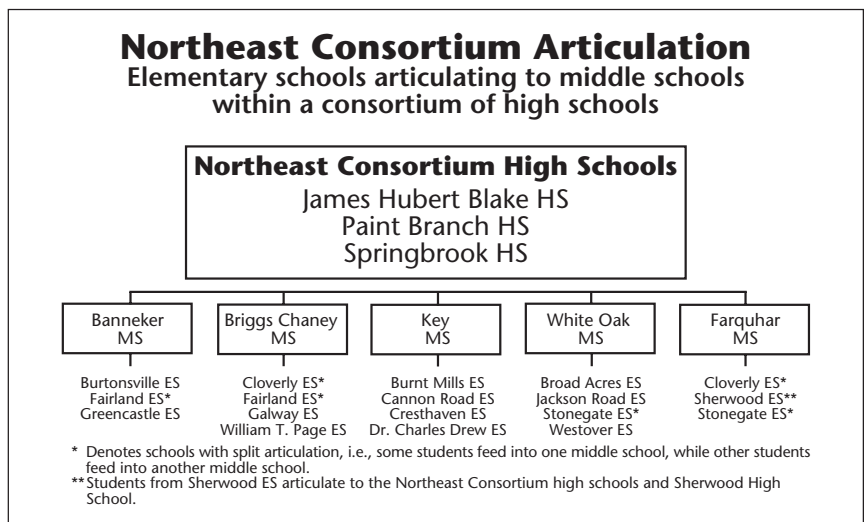 Northeast Consortium Articulation
Elementary schools articulating to middle schools
within a consortium of high schools
Northeast Consortium High Schools
James Hubert Blake HS
Paint Branch HS
Springbrook HS
Banneker
MS
Burtonsville ES
Fairland ES*
Greencastle ES
Briggs Chaney
MS
Cloverly ES*
Fairland ES*
Galway ES
William T. Page ES
Key
MS
Burnt Mills ES
Cannon Road ES
Cresthaven ES
Dr. Charles Drew ES
White Oak
MS
Broad Acres ES
Jackson Road ES
Stonegate ES*
Westover ES
Farquhar
MS
Cloverly ES*
Sherwood ES**
Stonegate ES*
* Denotes schools with split articulation, i.e., some students feed into one middle school, while other students
feed into another middle school.
**Students from Sherwood ES articulate to the Northeast Consortium high schools and Sherwood High
School.